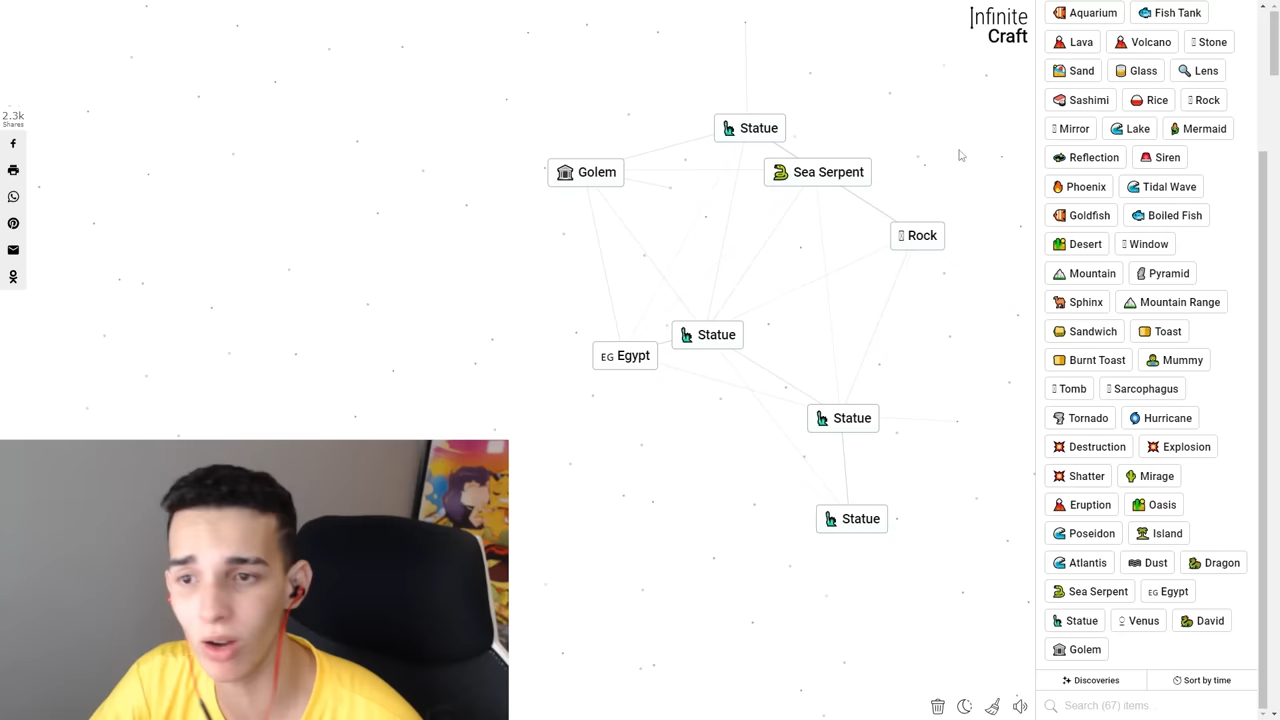 Infinite
Craft
2.3k
Shares
Statue
Golem
Sea Serpent
Rock
Statue
EG Egypt
Statue
Statue
Aquarium
Fish Tank
Lava
Volcano
Stone
Sand
Glass
Lens
Sashimi
Rice
Rock
Mirror
Lake
Mermaid
Reflection
Siren
Phoenix
Tidal Wave
Goldfish
Boiled Fish
Desert
Window
Mountain
Pyramid
Sphinx
Mountain Range
Sandwich
Toast
Burnt Toast
Mummy
Tomb
Sarcophagus
Tornado
Hurricane
Destruction
Explosion
Shatter
Mirage
Eruption
Oasis
Poseidon
Island
Atlantis
Dust
Dragon
Sea Serpent
EG Egypt
Statue
Venus
David
Golem
Discoveries
Sort by time
Search (67) items...